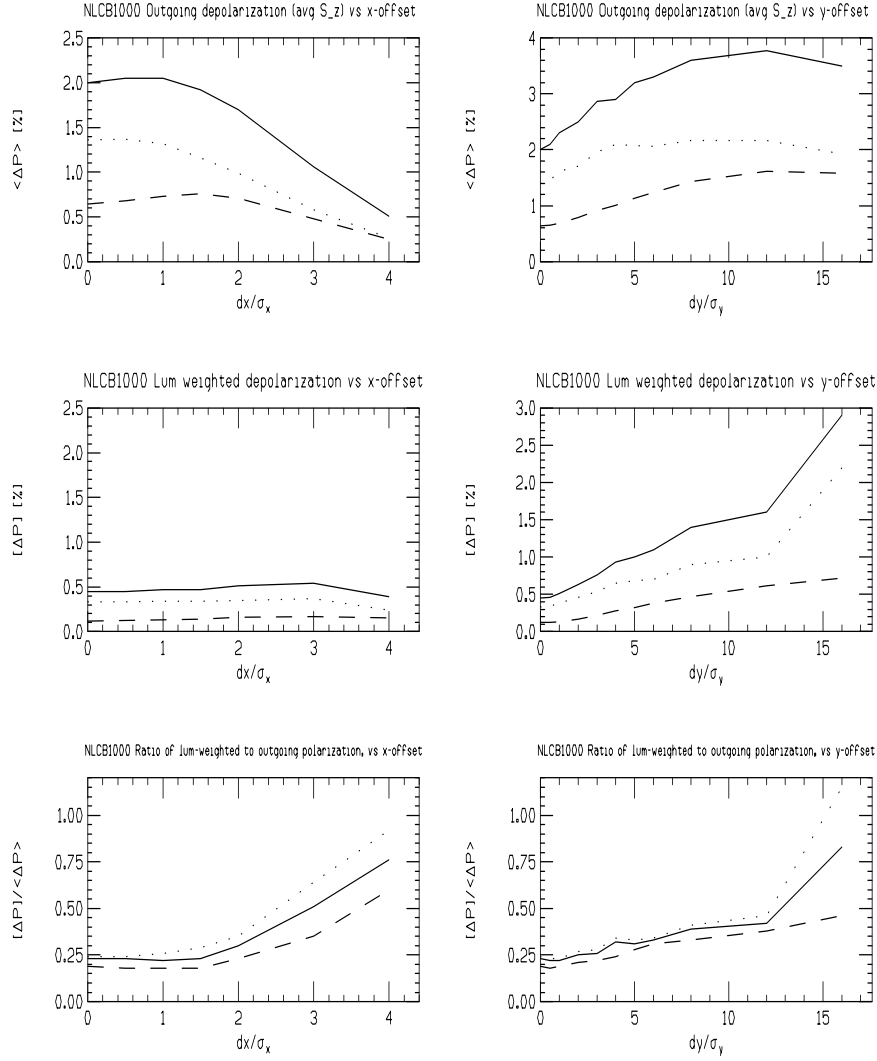 NLCB1000 Outgoing depolarization (avg S_z) vs x-offset
2.5
2.0
1.5
1.0
0.5
0.0
<ΔP> [%]
0 1 2 3 4
dx/σx
NLCB1000 Outgoing depolarization (avg S_z) vs y-offset
4
3
2
1
0
<ΔP> [%]
0 5 10 15
dy/σy
NLCB1000 Lum weighted depolarization vs x-offset
2.5
2.0
1.5
1.0
0.5
0.0
[ΔP] [%]
0 1 2 3 4
dx/σx
NLCB1000 Lum weighted depolarization vs y-offset
3.0
2.5
2.0
1.5
1.0
0.5
0.0
[ΔP] [%]
0 5 10 15
dy/σy
NLCB1000 Ratio of lum-weighted to outgoing polarization, vs x-offset
1.00
0.75
0.50
0.25
0.00
[ΔP]/<ΔP>
0 1 2 3 4
dx/σx
NLCB1000 Ratio of lum-weighted to outgoing polarization, vs y-offset
1.00
0.75
0.50
0.25
0.00
[ΔP]/<ΔP>
0 5 10 15
dy/σy